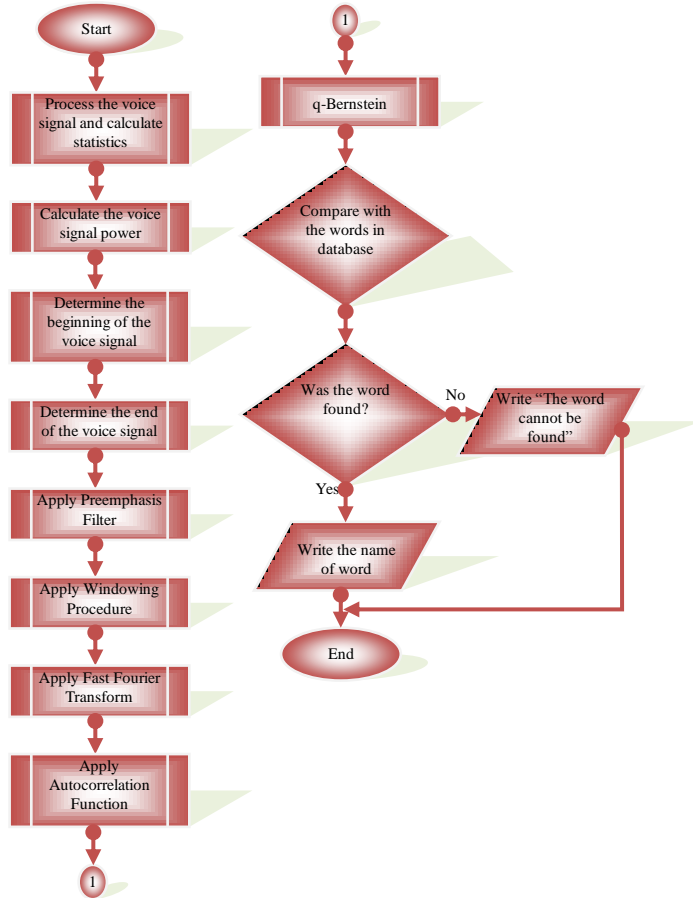 Start
Process the voice
signal and calculate
statistics
Calculate the voice
signal power
Determine the
beginning of the
voice signal
Determine the end
of the voice signal
Apply Preemphasis
Filter
Apply Windowing
Procedure
Apply Fast Fourier
Transform
Apply
Autocorrelation
Function
1
1
q-Bernstein
Compare with
the words in
database
Was the word
found?
No
Write “The word
cannot be
found”
Yes
Write the name
of word
End